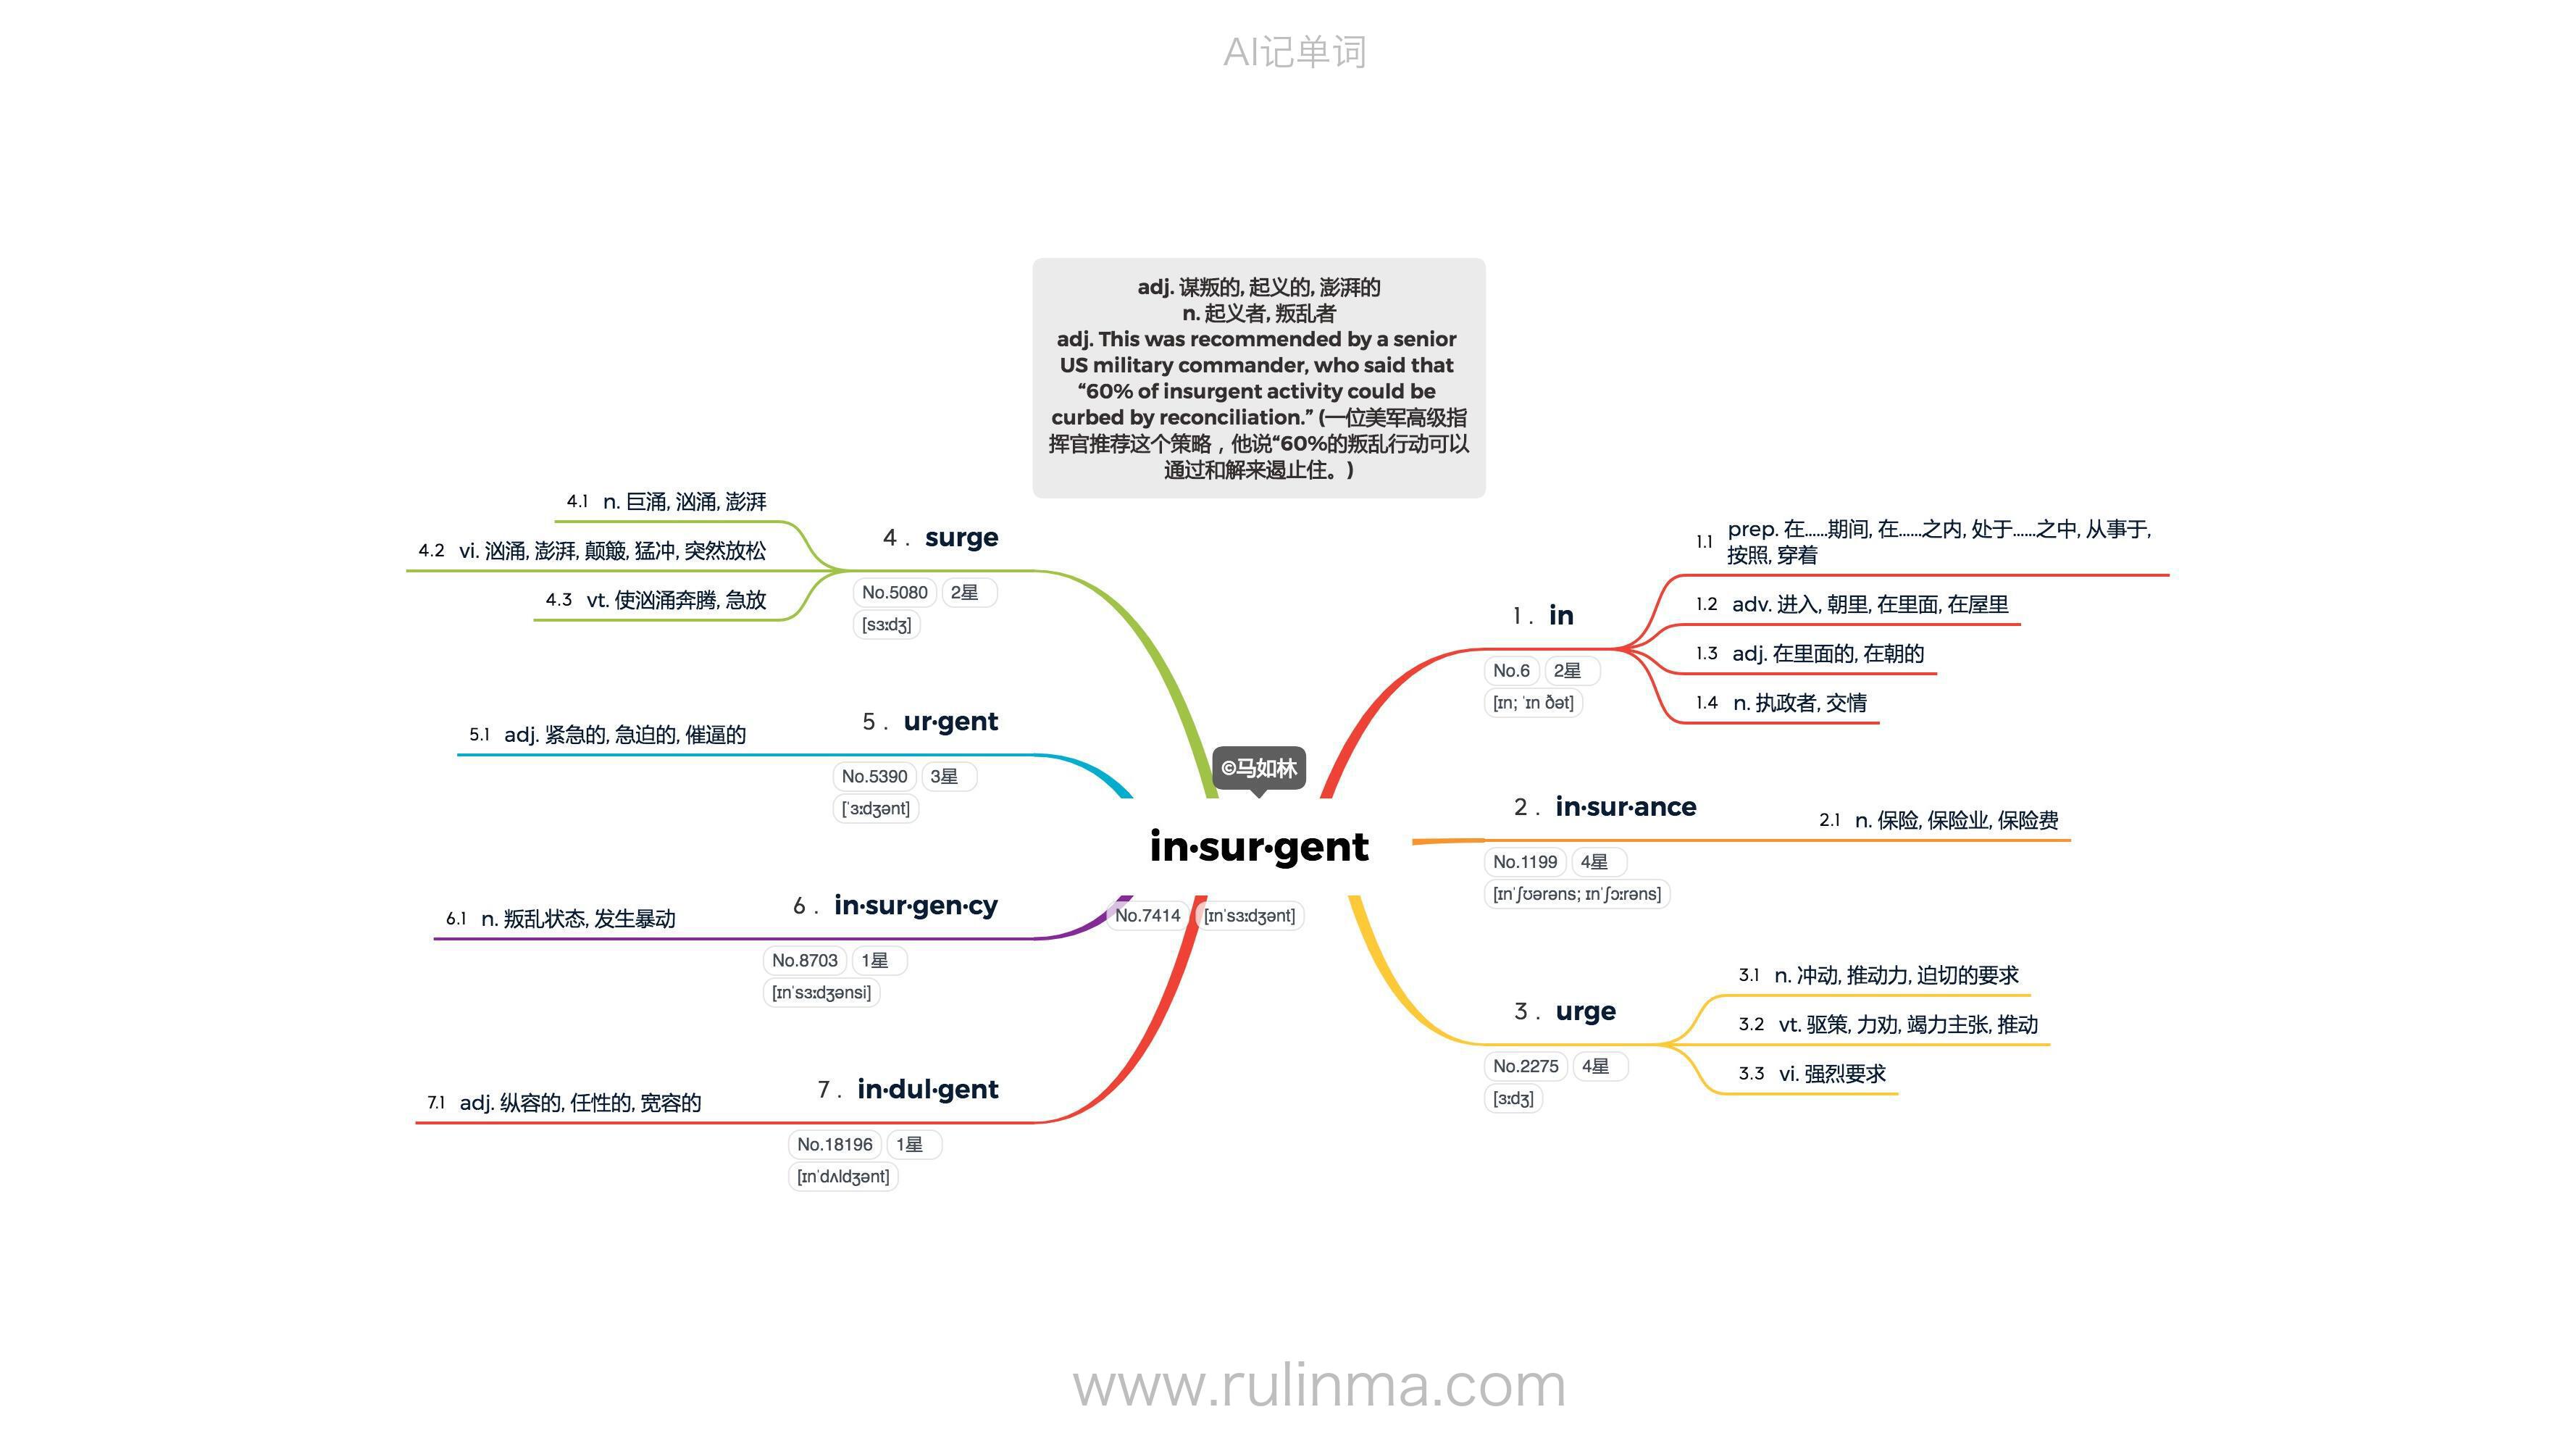 AI记单词
adj. 谋叛的, 起义的, 澎湃的
n. 起义者, 叛乱者
adj. This was recommended by a senior
US military commander, who said that
“60% of insurgent activity could be
curbed by reconciliation.” (一位美军高级指
挥官推荐这个策略，他说“60%的叛乱行动可以
通过和解来遏止住。)
©马如林
in·sur·gent
No.7414 [ɪnˈsɜːdʒənt]
1. in
No.6 2星
[ɪn; ˈɪn ðət]
1.1 prep. 在……期间, 在……之内, 处于……之中, 从事于,
按照, 穿着
1.2 adv. 进入, 朝里, 在里面, 在屋里
1.3 adj. 在里面的, 在朝的
1.4 n. 执政者, 交情
2. in·sur·ance
No.1199 4星
[ɪnˈʃʊərəns; ɪnˈʃɔːrəns]
2.1 n. 保险, 保险业, 保险费
3. urge
No.2275 4星
[ɜːdʒ]
3.1 n. 冲动, 推动力, 迫切的要求
3.2 vt. 驱策, 力劝, 竭力主张, 推动
3.3 vi. 强烈要求
4. surge
No.5080 2星
[sɜːdʒ]
4.1 n. 巨涌, 汹涌, 澎湃
4.2 vi. 汹涌, 澎湃, 颠簸, 猛冲, 突然放松
4.3 vt. 使汹涌奔腾, 急放
5. ur·gent
No.5390 3星
[ˈɜːdʒənt]
5.1 adj. 紧急的, 急迫的, 催逼的
6. in·sur·gen·cy
No.8703 1星
[ɪnˈsɜːdʒənsi]
6.1 n. 叛乱状态, 发生暴动
7. in·dul·gent
No.18196 1星
[ɪnˈdʌldʒənt]
7.1 adj. 纵容的, 任性的, 宽容的
www.rulinma.com